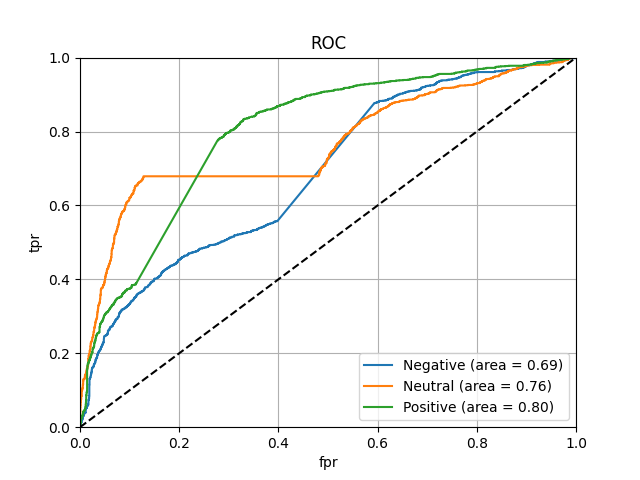 ROC
1.0
0.8
0.6
0.4
0.2
0.0
tpr
Negative (area = 0.69)
Neutral (area = 0.76)
Positive (area = 0.80)
0.0 0.2 0.4 0.6 0.8 1.0
fpr